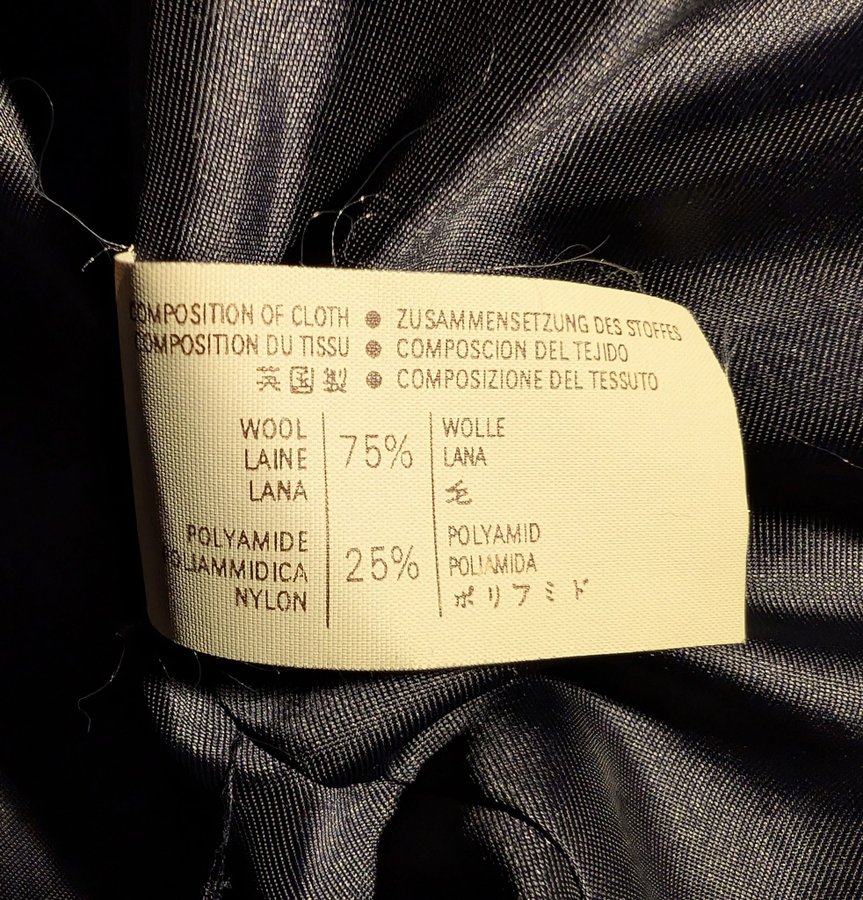 COMPOSITION OF CLOTH ● ZUSAMMENSETZUNG DES STOFFES
COMPOSITION DU TISSU ● COMPOSCION DEL TEJIDO
英国製 ● COMPOSIZIONE DEL TESSUTO
WOOL 75% WOLLE
LAINE LANA
LANA 毛
POLYAMIDE 25% POLYAMID
POLIAMMIDICA POLIAMIDA
NYLON ポリフミド